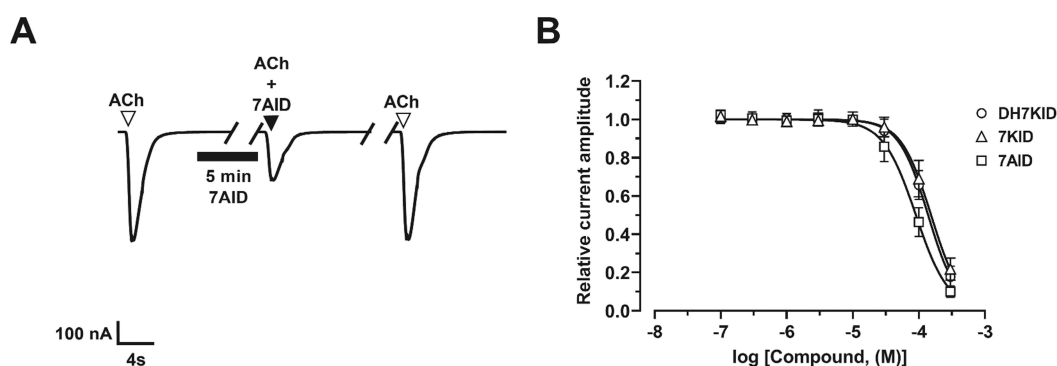 A
ACh
ACh
+
7AID
ACh
5 min
7AID
100 nA
4s
B
Relative current amplitude
1.2
1.0
0.8
0.6
0.4
0.2
0.0
-8
-7
-6
-5
-4
-3
log [Compound, (M)]
DH7KID
7KID
7AID